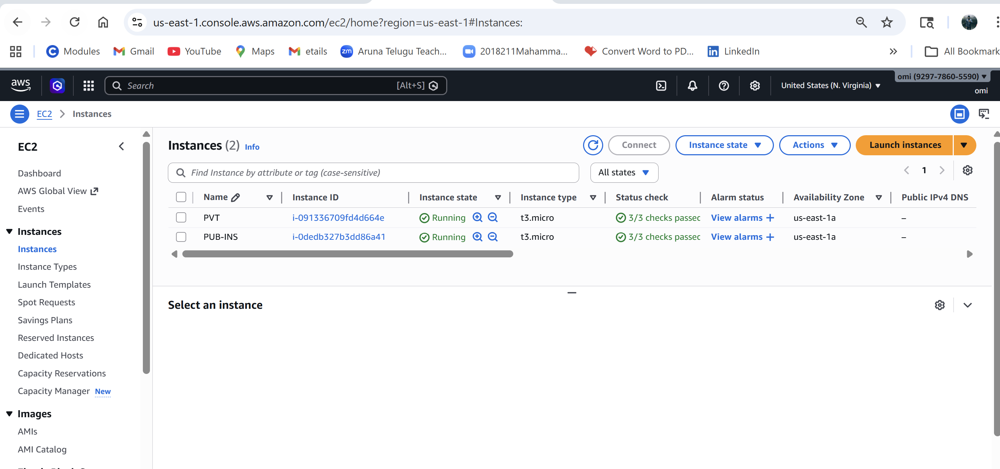 us-east-1.console.aws.amazon.com/ec2/home?region=us-east-1#Instances:
Modules Gmail YouTube Maps etails Aruna Telugu Teach... 2018211Mahamma... Convert Word to PD... LinkedIn » All Bookmark
aws Search [Alt+S] United States (N. Virginia) omi (9297-7860-5590)
omi
EC2 Instances
EC2
Dashboard
AWS Global View
Events
Instances
Instances
Instance Types
Launch Templates
Spot Requests
Savings Plans
Reserved Instances
Dedicated Hosts
Capacity Reservations
Capacity Manager New
Images
AMIs
AMI Catalog
Instances (2) Info Connect Instance state Actions Launch instances
Find Instance by attribute or tag (case-sensitive) All states 1
Name Instance ID Instance state Instance type Status check Alarm status Availability Zone Public IPv4 DNS
PVT i-091336709fd4d664e Running t3.micro 3/3 checks passec View alarms + us-east-1a –
PUB-INS i-0dedb327b3dd86a41 Running t3.micro 3/3 checks passec View alarms + us-east-1a –
Select an instance